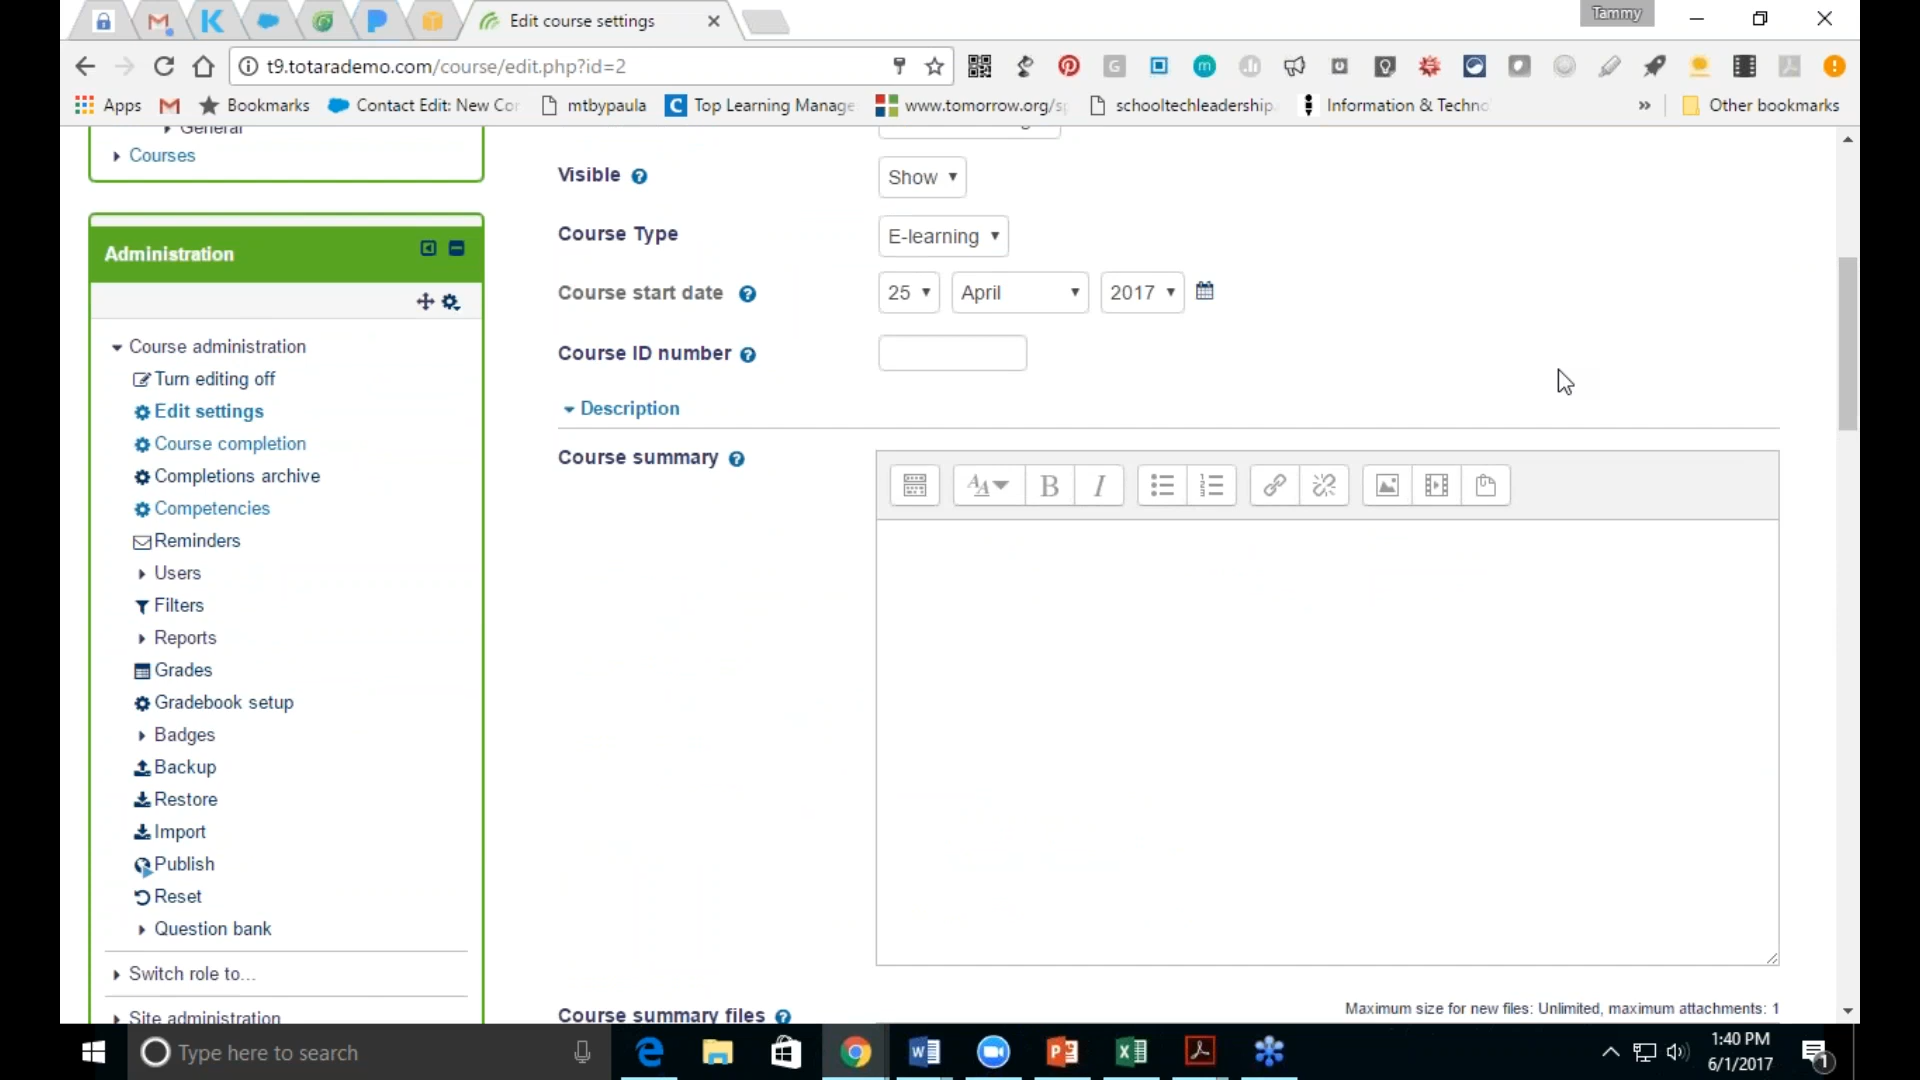 Edit course settings
Tammy
t9.totarademo.com/course/edit.php?id=2
Apps
Bookmarks
Contact Edit: New Cor
mtbypaula
Top Learning Manage
www.tomorrow.org/sp
schooltechleadership.
Information & Techno
»
Other bookmarks
General
Courses
Administration
Course administration
Turn editing off
Edit settings
Course completion
Completions archive
Competencies
Reminders
Users
Filters
Reports
Grades
Gradebook setup
Badges
Backup
Restore
Import
Publish
Reset
Question bank
Switch role to...
Site administration
Visible
Show
Course Type
E-learning
Course start date
25 April 2017
Course ID number
Description
Course summary
B I
Course summary files
Maximum size for new files: Unlimited, maximum attachments: 1
Type here to search
1:40 PM
6/1/2017
1